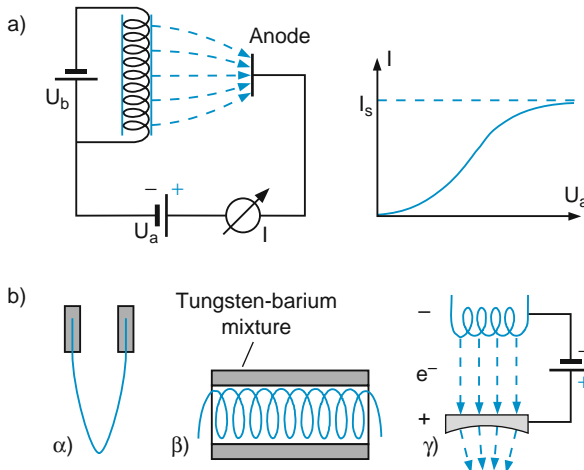 a)
Anode
U_b
− +
U_a
I
I
I_s
U_a
b)
Tungsten-barium
mixture
α)
β)
−
e⁻
+
−
+
γ)